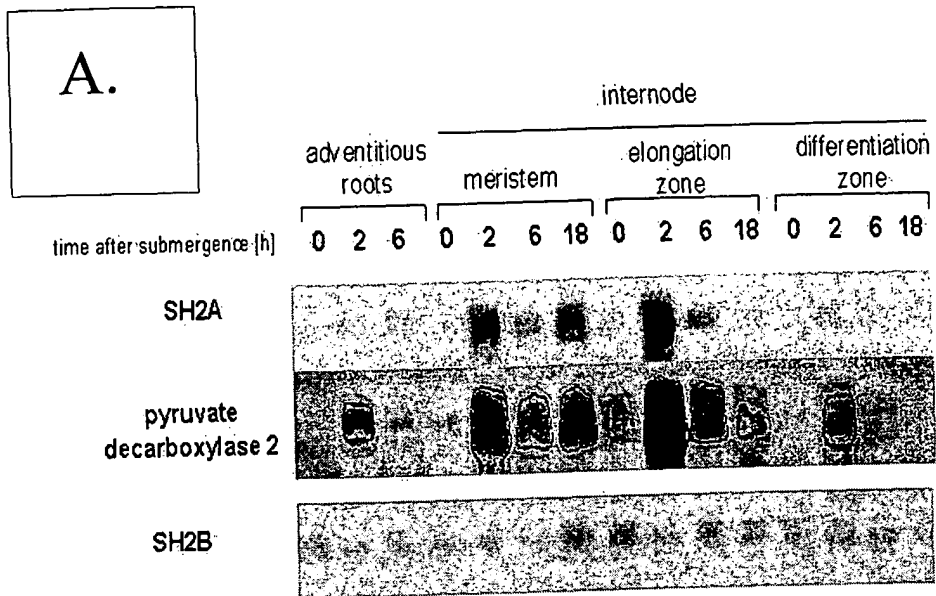 A.
internode
adventitious
roots
meristem
elongation
zone
differentiation
zone
time after submergence [h]
0 2 6 0 2 6 18 0 2 6 18 0 2 6 18
SH2A
pyruvate
decarboxylase 2
SH2B